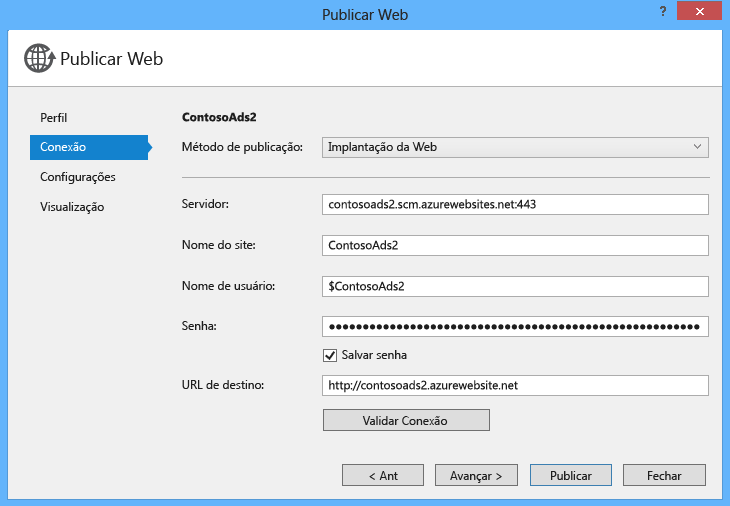 Publicar Web
?
Publicar Web
Perfil
Conexão
Configurações
Visualização
ContosoAds2
Método de publicação: Implantação da Web
Servidor: contosoads2.scm.azurewebsites.net:443
Nome do site: ContosoAds2
Nome de usuário: $ContosoAds2
Senha: ●●●●●●●●●●●●●●●●●●●●●●●●●●●●●●●●●●●●●●●●●●●●●●●●●●●●●●●
Salvar senha
URL de destino: http://contosoads2.azurewebsite.net
Validar Conexão
< Ant Avançar > Publicar Fechar